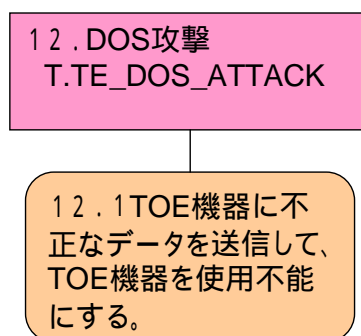 １２．DOS攻撃
T.TE_DOS_ATTACK
１２．1TOE機器に不
正なデータを送信して、
TOE機器を使用不能
にする。